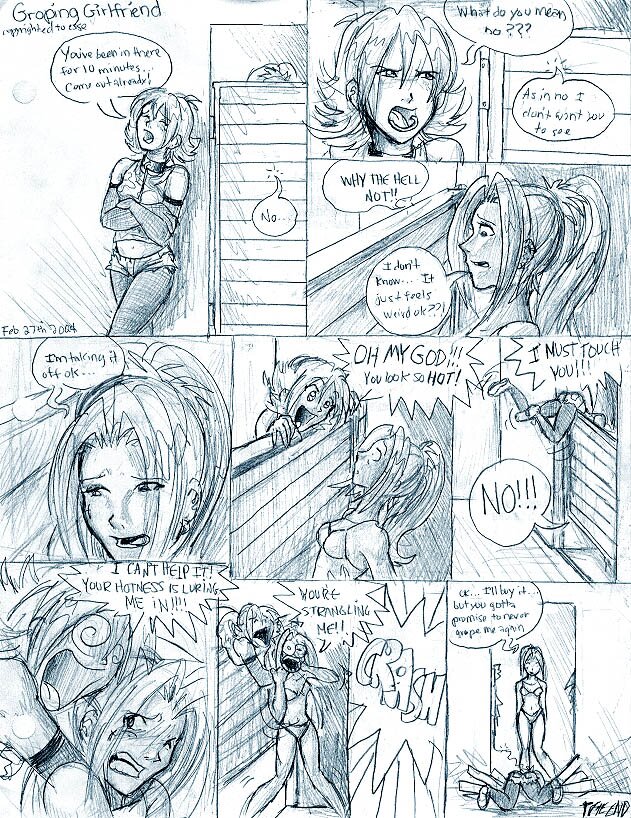 Groping Girlfriend
copyrighted to esse
You've been in there
for 10 minutes...
Come out already!
No...
Feb 27th 2004
What do you mean
no ???
As in no I
don't want you
to see
WHY THE HELL
NOT!!
I don't
know... It
just feels
weird ok??!
I'm taking it
off ok...
OH MY GOD!!!
You look so HOT!
I MUST TOUCH
YOU!!!
NO!!!
I CAN'T HELP IT!!
YOUR HOTNESS IS LURING
ME IN!!!!
YOU'RE
STRANGLING
ME!!
CRASH
ok... I'll buy it...
but you gotta
promise to never
grope me again
THE END